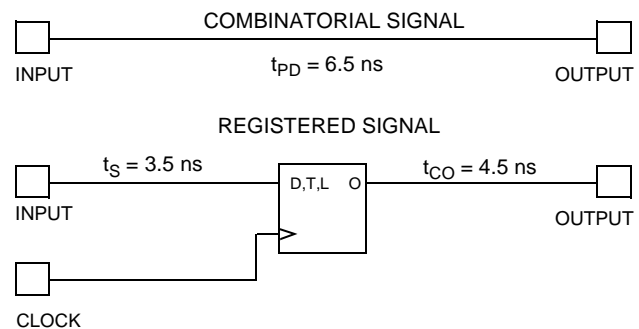 COMBINATORIAL SIGNAL
INPUT
tPD = 6.5 ns
OUTPUT
REGISTERED SIGNAL
tS = 3.5 ns
D,T,L O
tCO = 4.5 ns
INPUT
OUTPUT
CLOCK